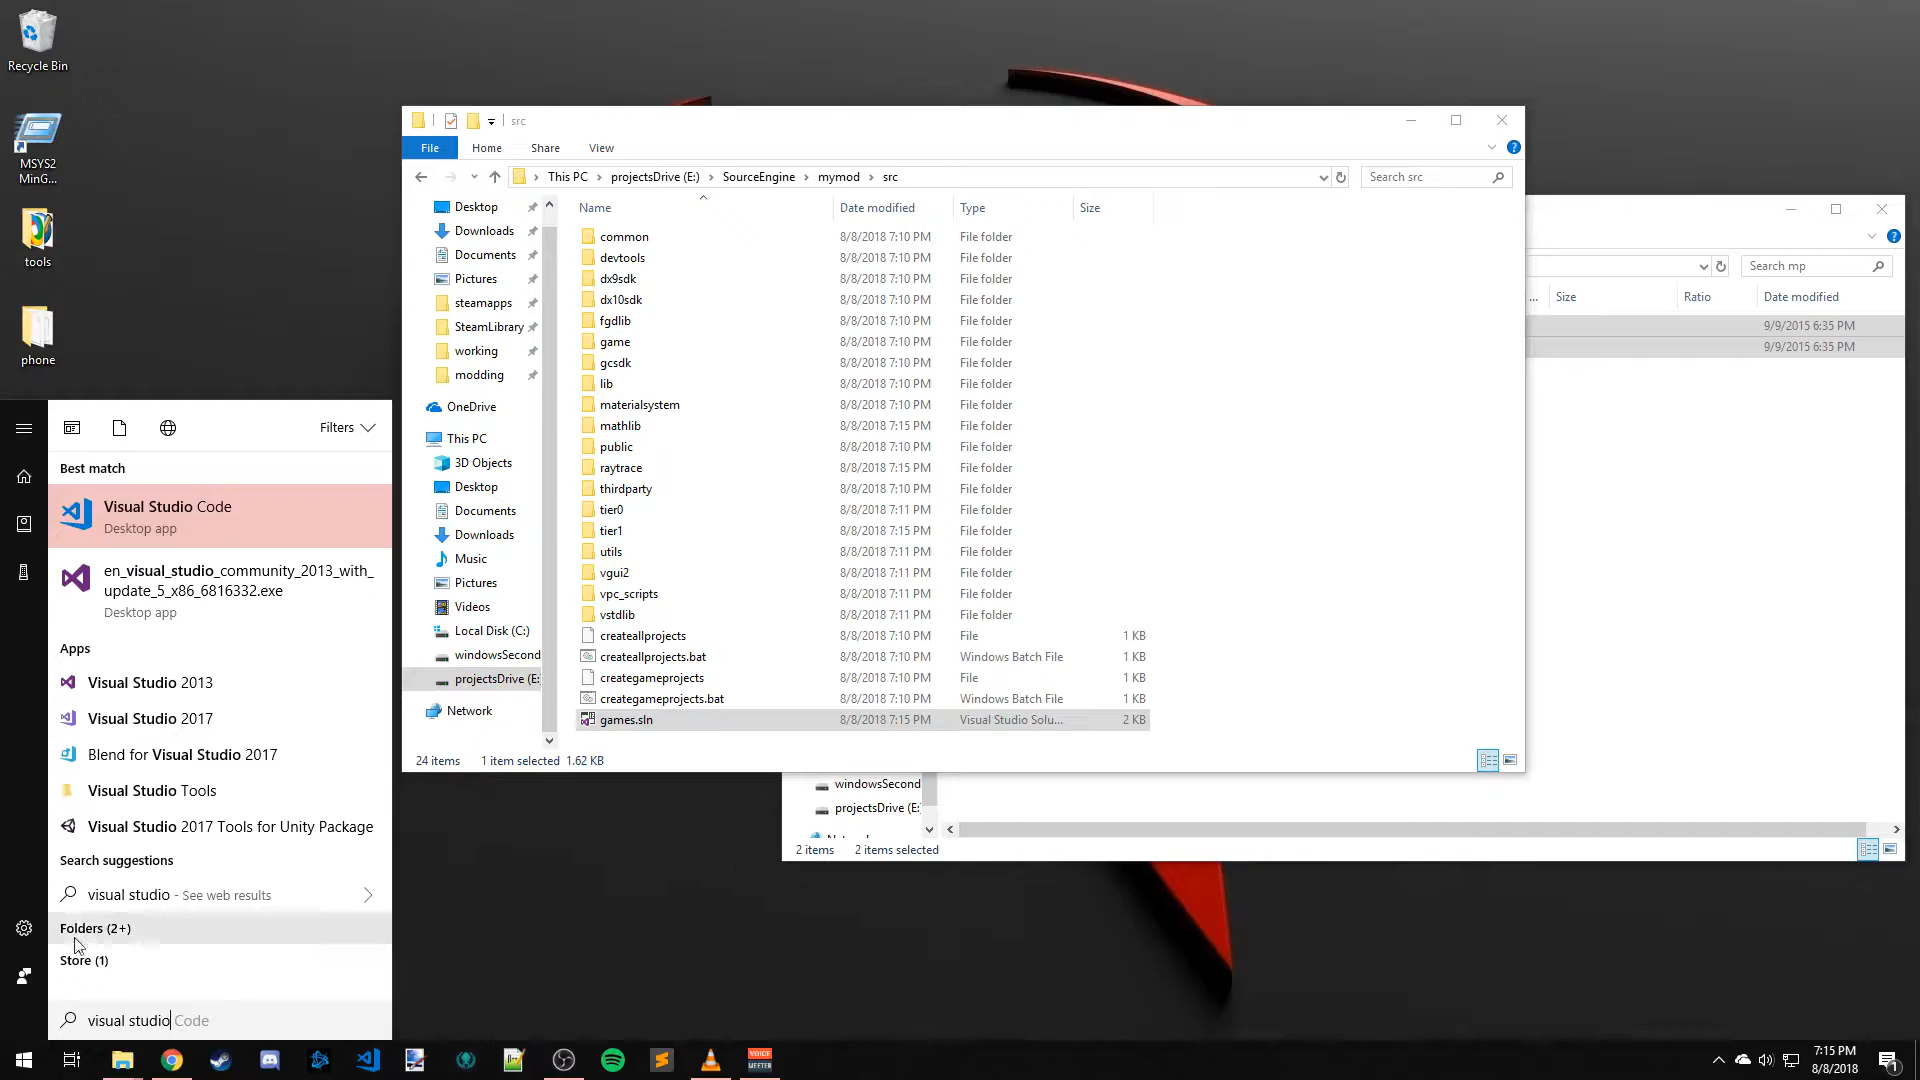 Recycle Bin
MSYS2
MinG...
tools
phone
Filters
Best match
Visual Studio Code
Desktop app
en_visual_studio_community_2013_with_
update_5_x86_6816332.exe
Desktop app
Apps
Visual Studio 2013
Visual Studio 2017
Blend for Visual Studio 2017
Visual Studio Tools
Visual Studio 2017 Tools for Unity Package
Search suggestions
visual studio - See web results
Folders (2+)
Store (1)
visual studio Code
src
File Home Share View
This PC projectsDrive (E:) SourceEngine mymod src
Search src
Desktop
Downloads
Documents
Pictures
steamapps
SteamLibrary
working
modding
OneDrive
This PC
3D Objects
Desktop
Documents
Downloads
Music
Pictures
Videos
Local Disk (C:)
windowsSecond
projectsDrive (E:
Network
Name Date modified Type Size
common 8/8/2018 7:10 PM File folder
devtools 8/8/2018 7:10 PM File folder
dx9sdk 8/8/2018 7:10 PM File folder
dx10sdk 8/8/2018 7:10 PM File folder
fgdlib 8/8/2018 7:10 PM File folder
game 8/8/2018 7:10 PM File folder
gcsdk 8/8/2018 7:10 PM File folder
lib 8/8/2018 7:10 PM File folder
materialsystem 8/8/2018 7:10 PM File folder
mathlib 8/8/2018 7:15 PM File folder
public 8/8/2018 7:10 PM File folder
raytrace 8/8/2018 7:15 PM File folder
thirdparty 8/8/2018 7:10 PM File folder
tier0 8/8/2018 7:11 PM File folder
tier1 8/8/2018 7:15 PM File folder
utils 8/8/2018 7:11 PM File folder
vgui2 8/8/2018 7:11 PM File folder
vpc_scripts 8/8/2018 7:11 PM File folder
vstdlib 8/8/2018 7:11 PM File folder
createallprojects 8/8/2018 7:10 PM File 1 KB
createallprojects.bat 8/8/2018 7:10 PM Windows Batch File 1 KB
creategameprojects 8/8/2018 7:10 PM File 1 KB
creategameprojects.bat 8/8/2018 7:10 PM Windows Batch File 1 KB
games.sln 8/8/2018 7:15 PM Visual Studio Solu... 2 KB
24 items 1 item selected 1.62 KB
Search mp
... Size Ratio Date modified
9/9/2015 6:35 PM
9/9/2015 6:35 PM
windowsSecond
projectsDrive (E:
2 items 2 items selected
VOICE
MEETER
7:15 PM
8/8/2018
1